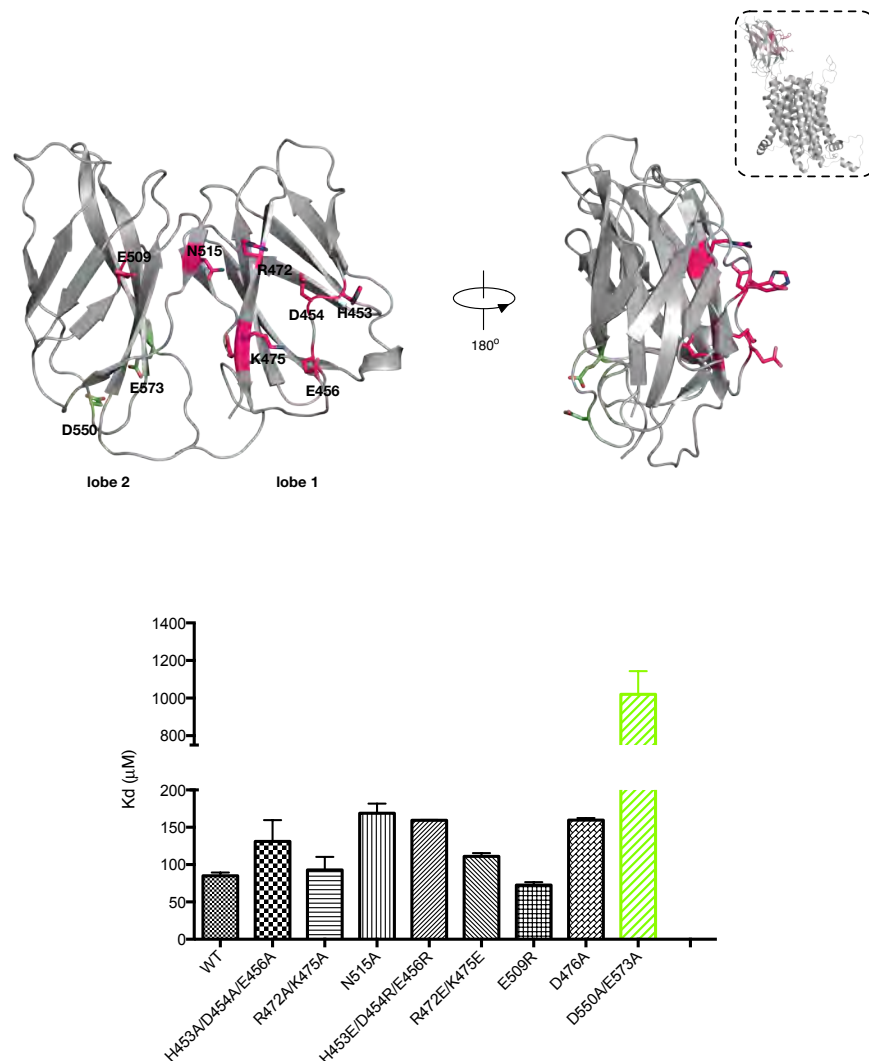 E509
N515
R472
D454
H453
K475
E456
E573
D550
180°
lobe 2
lobe 1
1400
1200
1000
800
200
150
100
50
0
Kd (μM)
WT
H453A/D454A/E456A
R472A/K475A
N515A
H453E/D454R/E456R
R472E/K475E
E509R
D476A
D550A/E573A